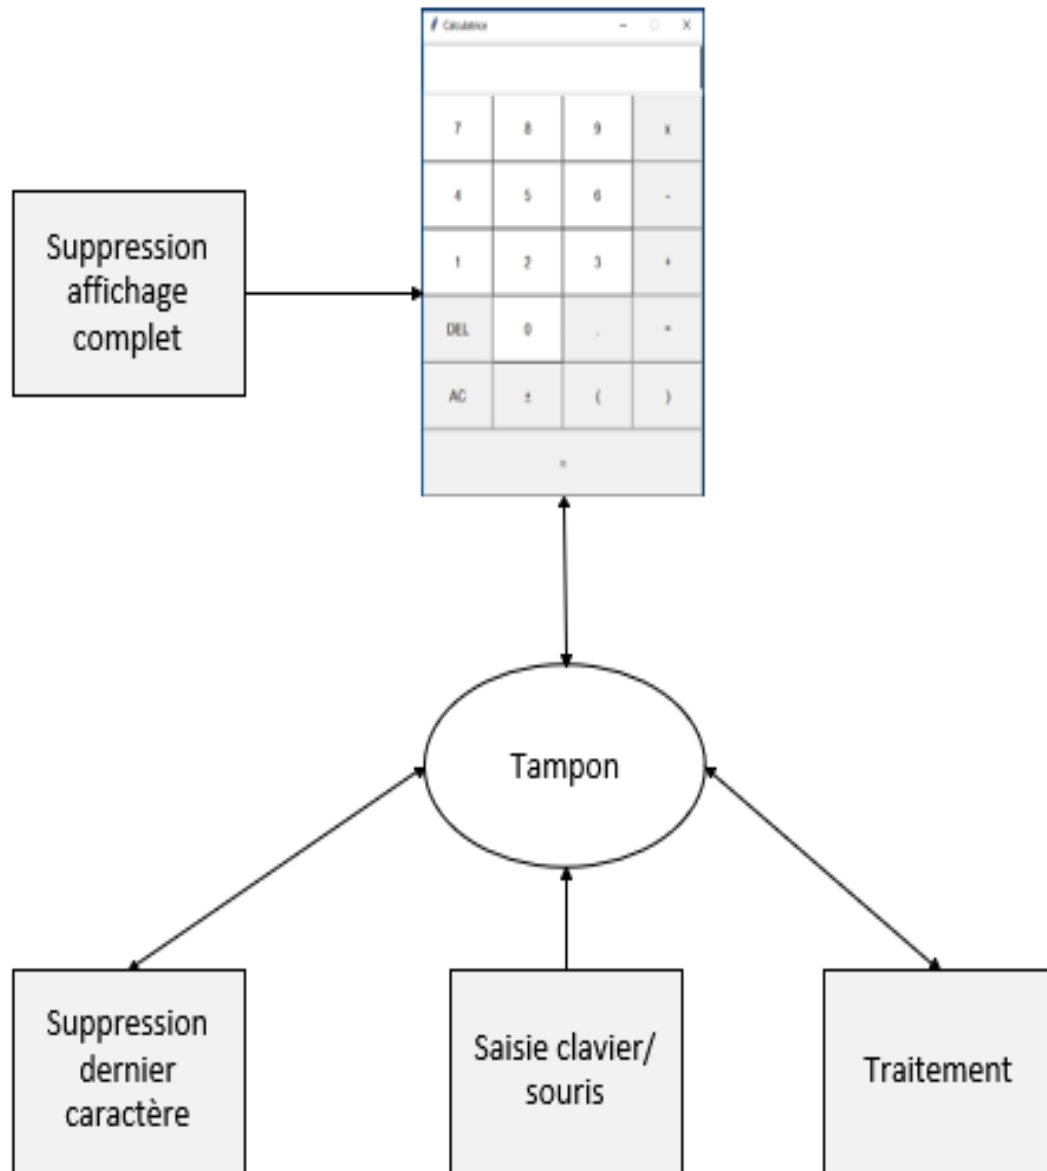 Calculatrice
7 8 9 x
4 5 6 -
Suppression
affichage
complet
1 2 3 +
DEL 0 .
AC ± ( )
Tampon
Suppression
dernier
caractère
Saisie clavier/
souris
Traitement